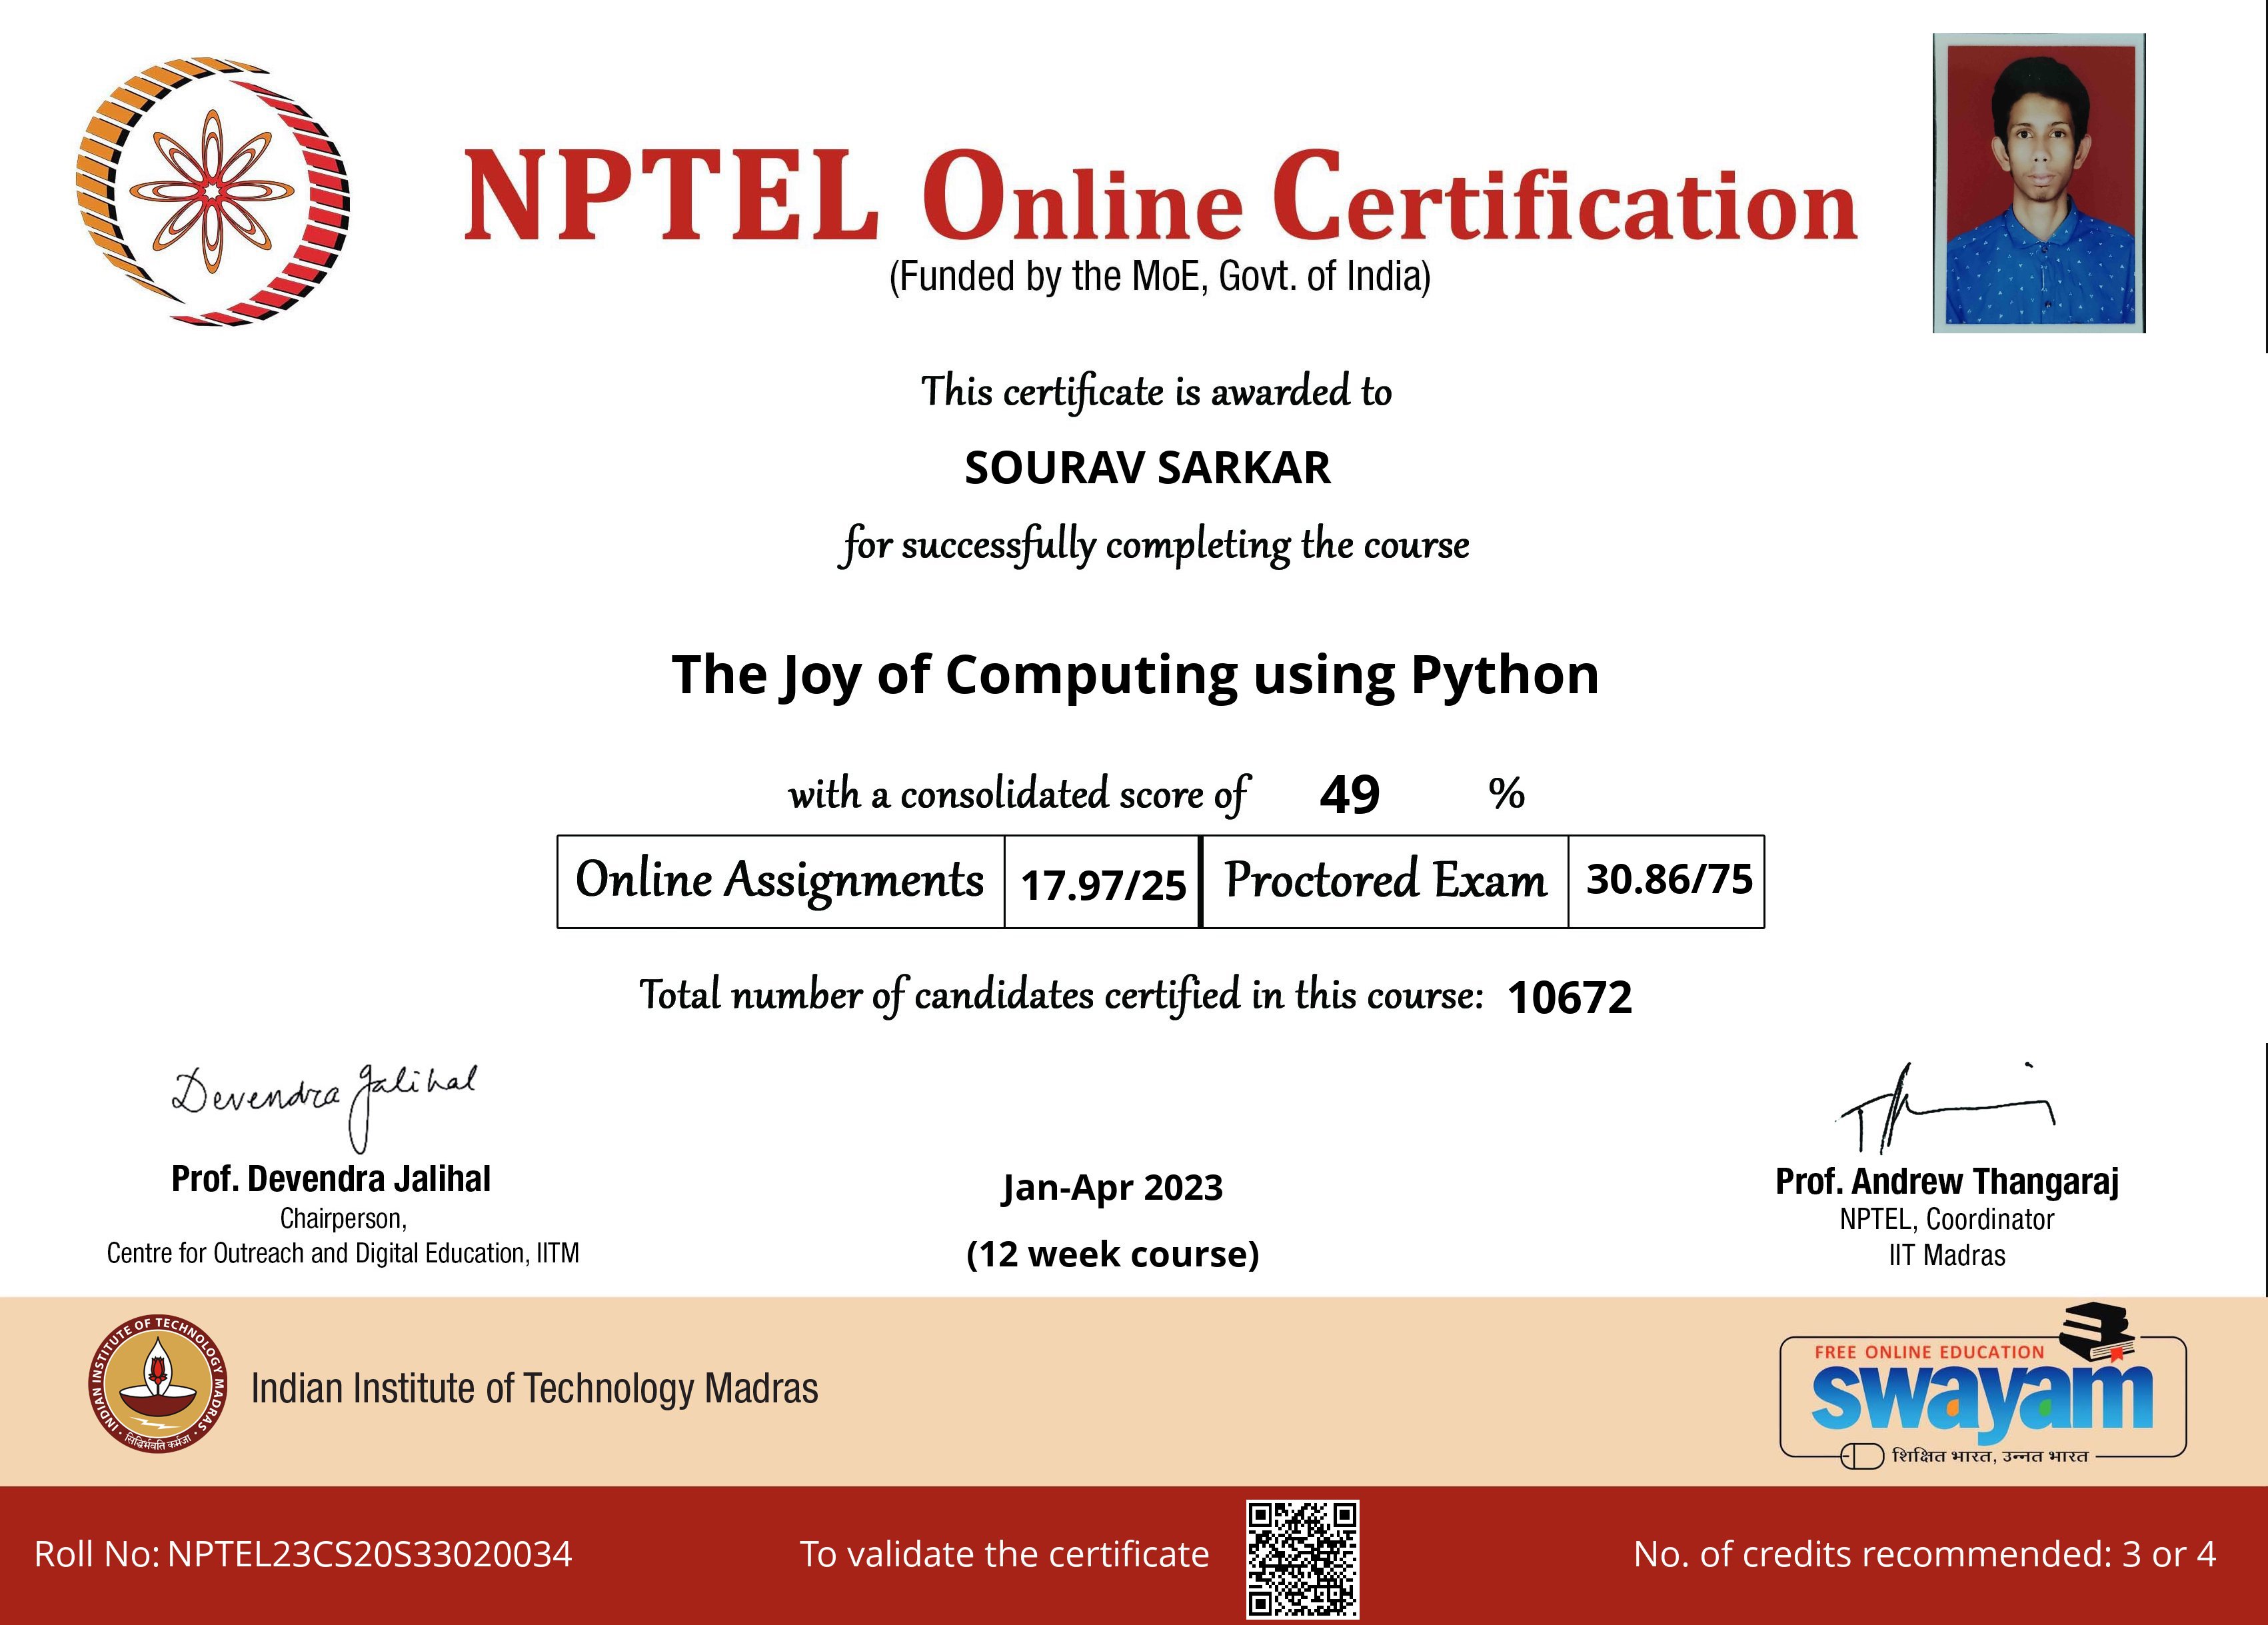 NPTEL Online Certification
(Funded by the MoE, Govt. of India)
This certificate is awarded to
SOURAV SARKAR
for successfully completing the course
The Joy of Computing using Python
with a consolidated score of 49 %
Online Assignments 17.97/25 Proctored Exam 30.86/75
Total number of candidates certified in this course: 10672
Devendra Jalihal
Prof. Devendra Jalihal
Chairperson,
Centre for Outreach and Digital Education, IITM
Jan-Apr 2023
(12 week course)
Prof. Andrew Thangaraj
NPTEL, Coordinator
IIT Madras
INDIAN INSTITUTE OF TECHNOLOGY MADRAS
सिद्धिर्भवति कर्मजा
Indian Institute of Technology Madras
FREE ONLINE EDUCATION
swayam
शिक्षित भारत, उन्नत भारत
Roll No: NPTEL23CS20S33020034
To validate the certificate
No. of credits recommended: 3 or 4